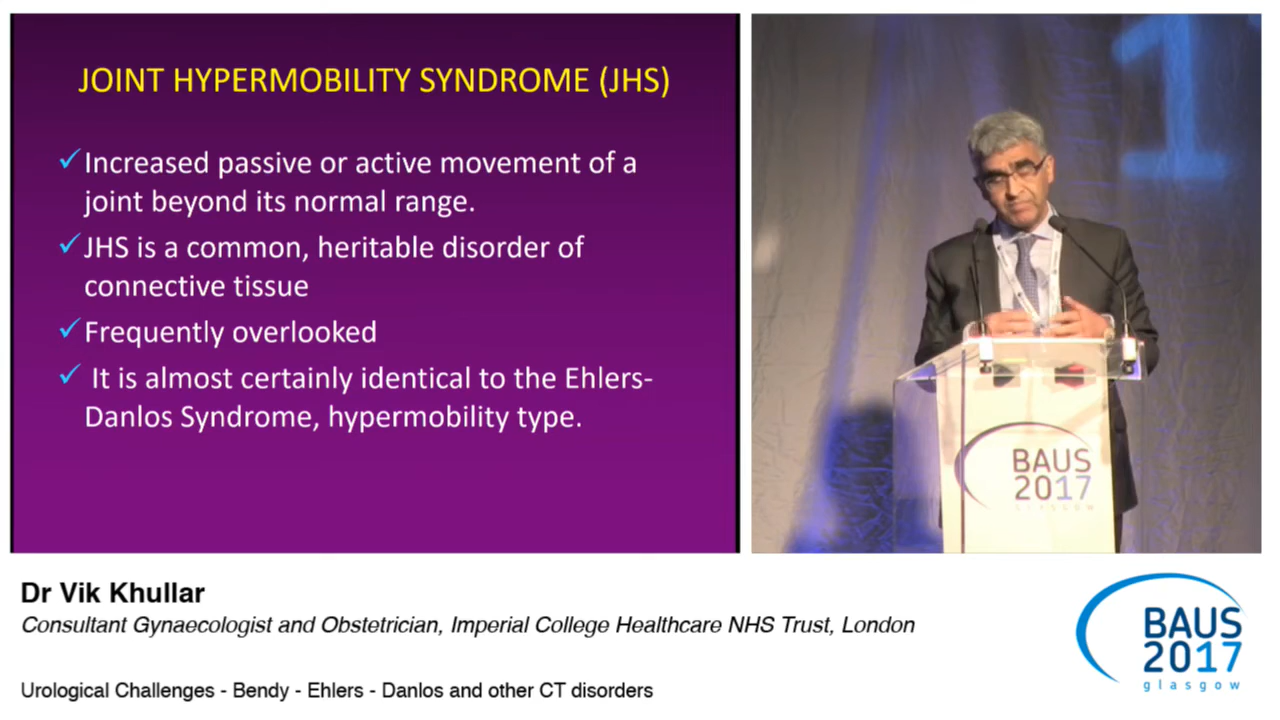 JOINT HYPERMOBILITY SYNDROME (JHS)
✓ Increased passive or active movement of a
joint beyond its normal range.
✓ JHS is a common, heritable disorder of
connective tissue
✓ Frequently overlooked
✓ It is almost certainly identical to the Ehlers-
Danlos Syndrome, hypermobility type.
1
BAUS
2017
GLASGOW
Dr Vik Khullar
Consultant Gynaecologist and Obstetrician, Imperial College Healthcare NHS Trust, London
Urological Challenges - Bendy - Ehlers - Danlos and other CT disorders
BAUS
2017
glasgow